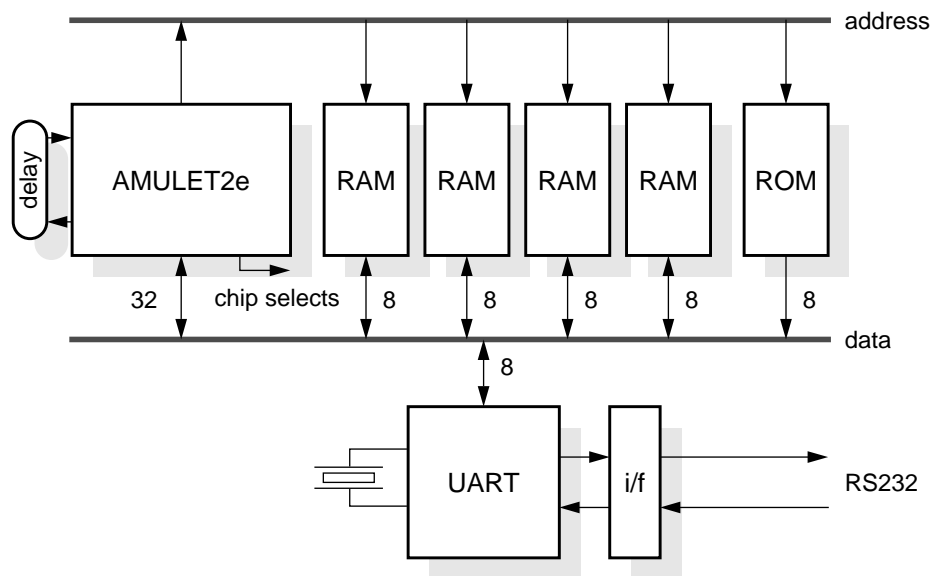 address
delay
AMULET2e
RAM
RAM
RAM
RAM
ROM
32
chip selects
8
8
8
8
8
data
8
UART
i/f
RS232